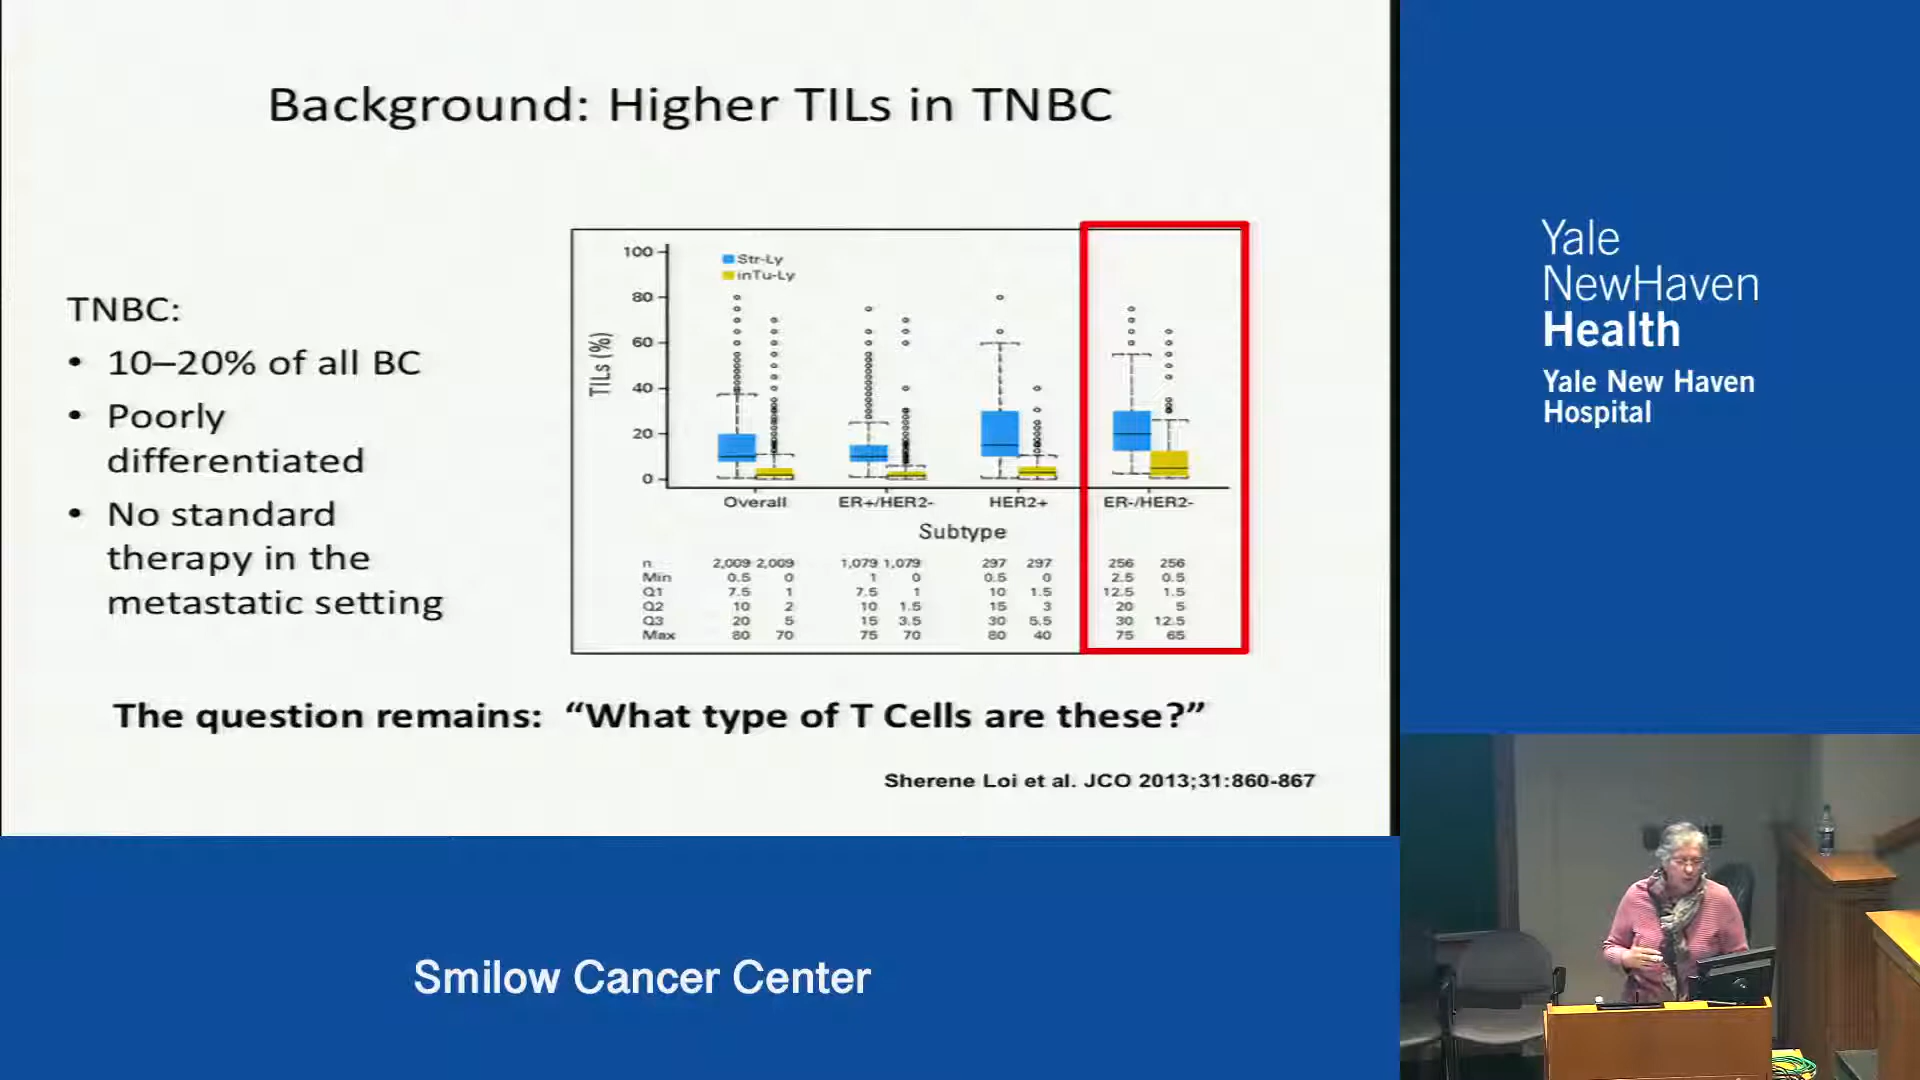 Background: Higher TILs in TNBC
TNBC:
• 10–20% of all BC
• Poorly
differentiated
• No standard
therapy in the
metastatic setting
100
80
60
40
20
0
TILs (%)
Str-Ly
inTu-Ly
Overall ER+/HER2- HER2+ ER-/HER2-
Subtype
n 2,009 2,009 1,079 1,079 297 297 256 256
Min 0.5 0 1 0 0.5 0 2.5 0.5
Q1 7.5 1 7.5 1 10 1.5 12.5 1.5
Q2 10 2 10 1.5 15 3 20 5
Q3 20 5 15 3.5 30 5.5 30 12.5
Max 80 70 75 70 80 40 75 65
The question remains: “What type of T Cells are these?”
Sherene Loi et al. JCO 2013;31:860-867
Yale
NewHaven
Health
Yale New Haven
Hospital
Smilow Cancer Center